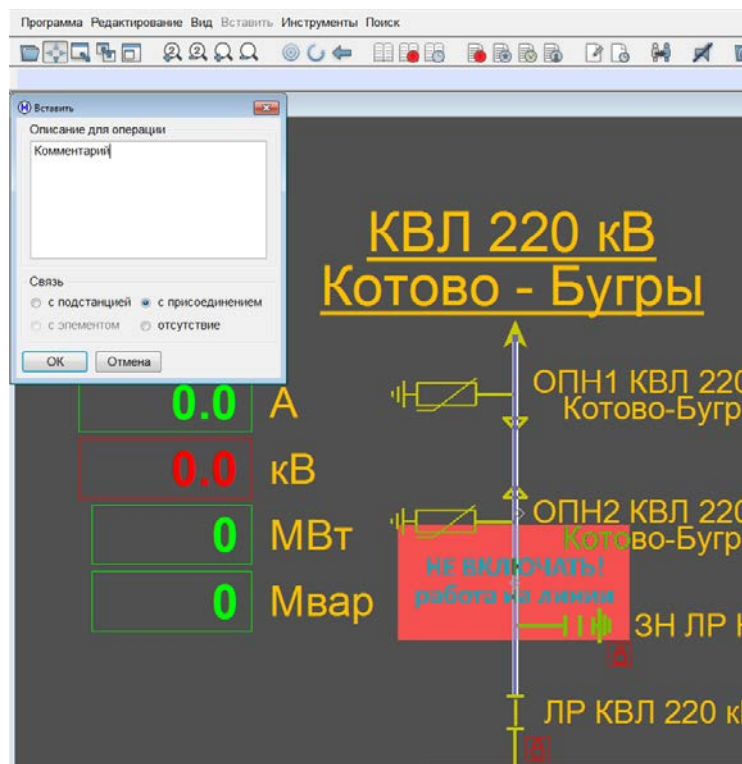 Программа Редактирование Вид Вставить Инструменты Поиск
Вставить
Описание для операции
Комментарий
Связь
с подстанцией с присоединением
с элементом отсутствие
ОК Отмена
КВЛ 220 кВ
Котово - Бугры
ОПН1 КВЛ 220
Котово-Бугр
0.0 А
0.0 кВ
0 МВт
0 Мвар
ОПН2 КВЛ 220
Котово-Бугр
НЕ ВКЛЮЧАТЬ!
работа на линии
ЗН ЛР К
А
ЛР КВЛ 220 к
А